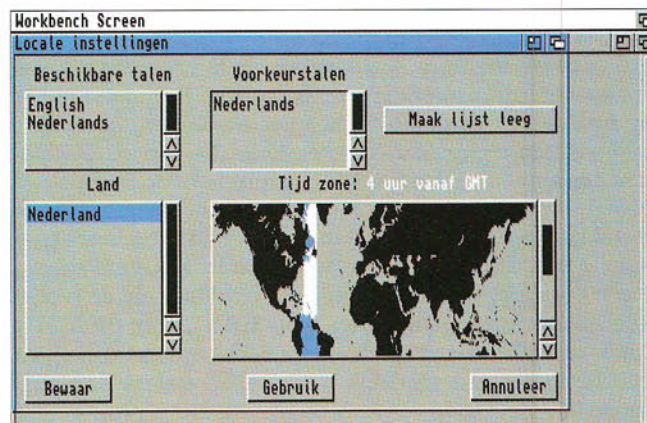 Workbench Screen
Locale instellingen
Beschikbare talen
Voorkeurstalen
English
Nederlands
Nederlands
Maak lijst leeg
Land
Tijd zone: 4 uur vanaf GMT
Nederland
Bewaar
Gebruik
Annuleer